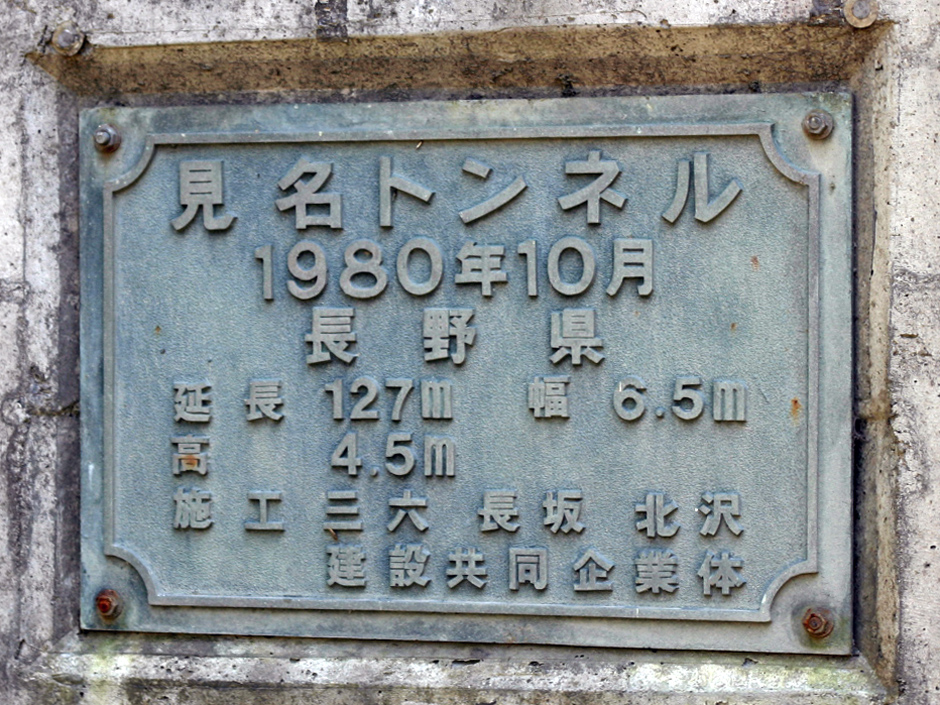 見名トンネル
1980年10月
長野県
延長 127m 幅 6.5m
高 4.5m
施工 三六 長坂 北沢
建設共同企業体